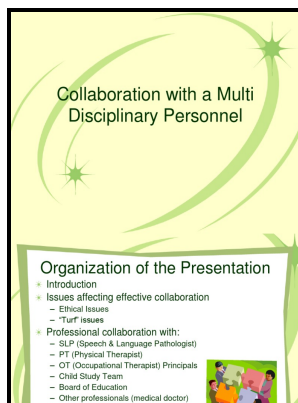 Collaboration with a Multi
Disciplinary Personnel
Organization of the Presentation
Introduction
Issues affecting effective collaboration
– Ethical Issues
– "Turf" issues
Professional collaboration with:
– SLP (Speech & Language Pathologist)
– PT (Physical Therapist)
– OT (Occupational Therapist) Principals
– Child Study Team
– Board of Education
– Other professionals (medical doctor)